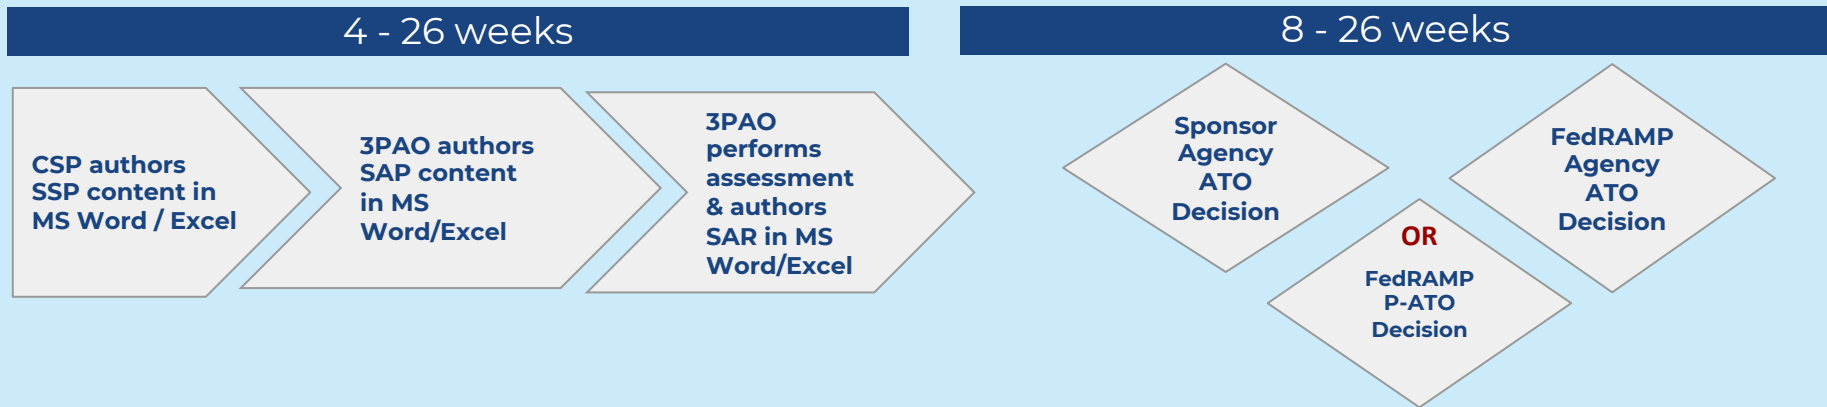 4 - 26 weeks
8 - 26 weeks
CSP authors
SSP content in
MS Word / Excel
3PAO authors
SAP content
in MS
Word/Excel
3PAO
performs
assessment
& authors
SAR in MS
Word/Excel
Sponsor
Agency
ATO
Decision
OR
FedRAMP
P-ATO
Decision
FedRAMP
Agency
ATO
Decision